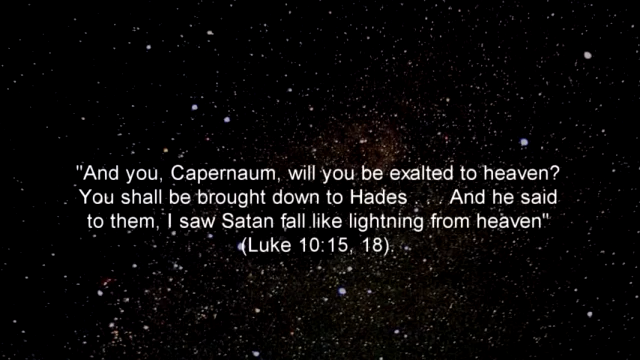 "And you, Capernaum, will you be exalted to heaven?
You shall be brought down to Hades . . . And he said
to them, I saw Satan fall like lightning from heaven"
(Luke 10:15, 18)